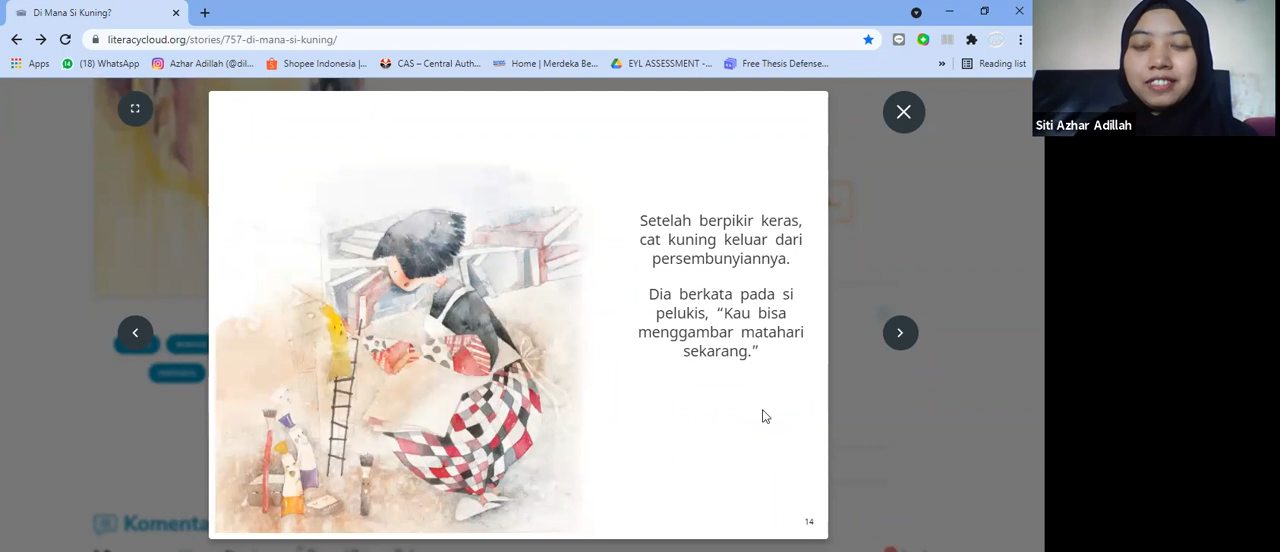 Di Mana Si Kuning?
literacycloud.org/stories/757-di-mana-si-kuning/
Apps
(18) WhatsApp
Azhar Adillah (@dil...
Shopee Indonesia |...
CAS – Central Auth...
Home | Merdeka Be...
EYL ASSESSMENT -...
Free Thesis Defense...
»
Reading list
Siti Azhar Adillah
Setelah berpikir keras,
cat kuning keluar dari
persembunyiannya.
Dia berkata pada si
pelukis, “Kau bisa
menggambar matahari
sekarang.”
14
Komenta